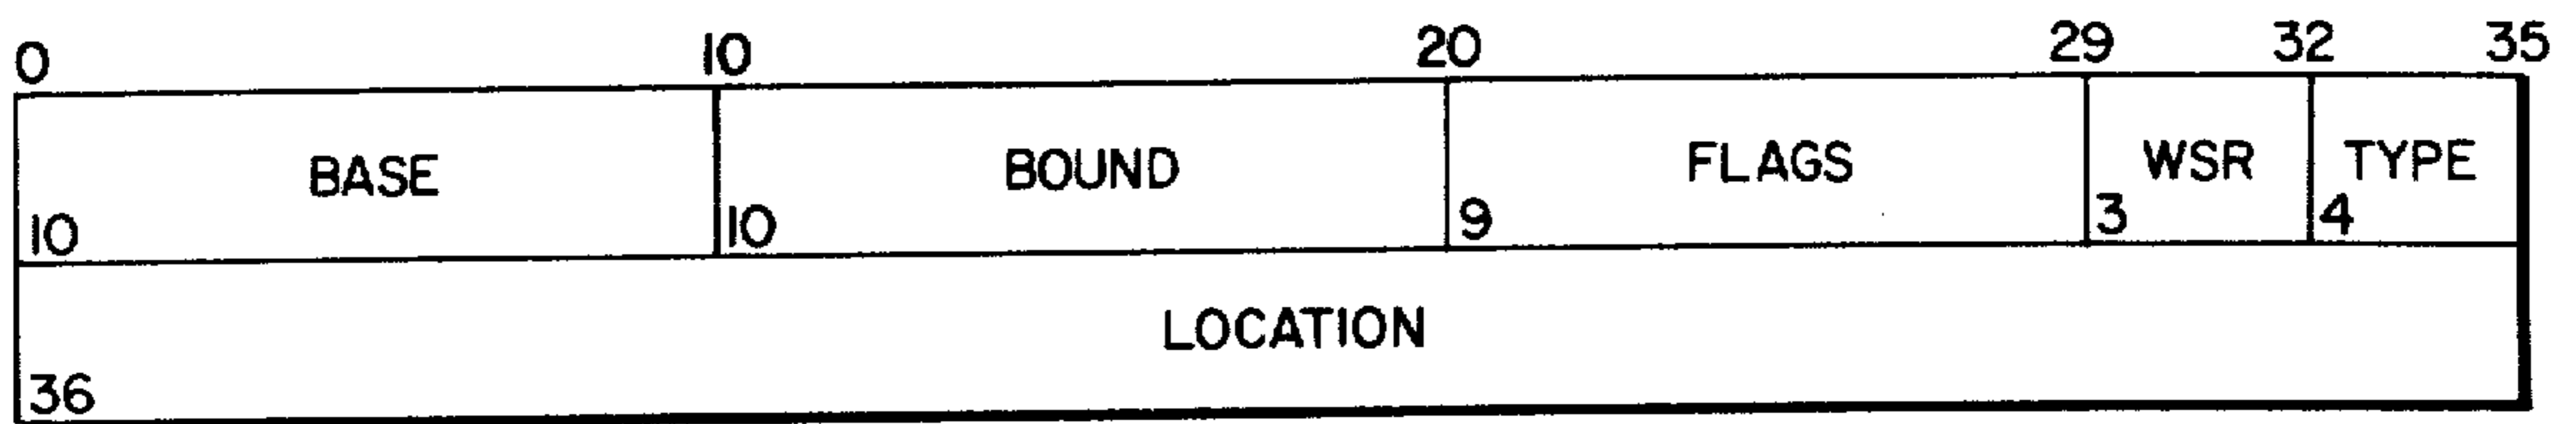 0 10 20 29 32 35
BASE BOUND FLAGS WSR TYPE
10 10 9 3 4
LOCATION
36